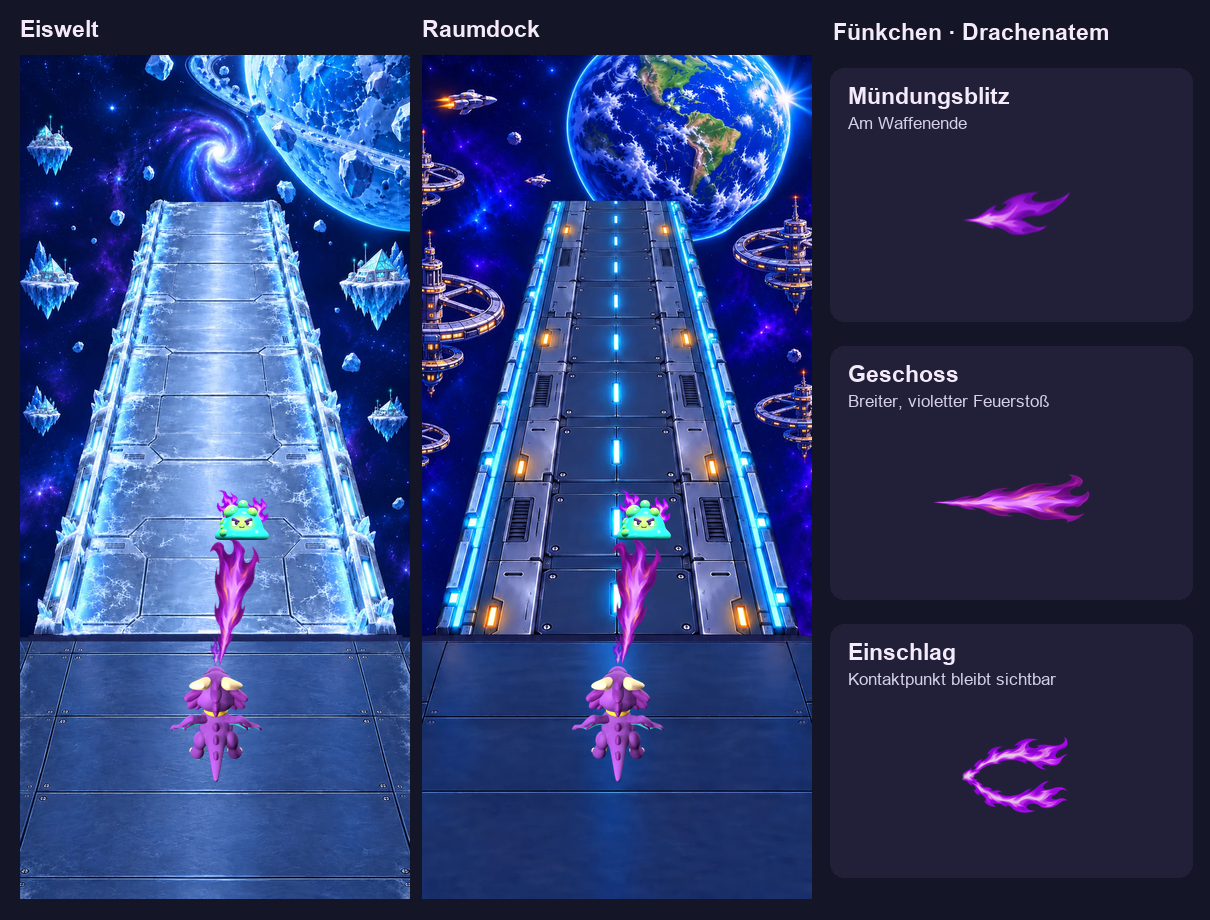 Eiswelt
Raumdock
Fünkchen · Drachenatem
Mündungsblitz
Am Waffenende
Geschoss
Breiter, violetter Feuerstoß
Einschlag
Kontaktpunkt bleibt sichtbar